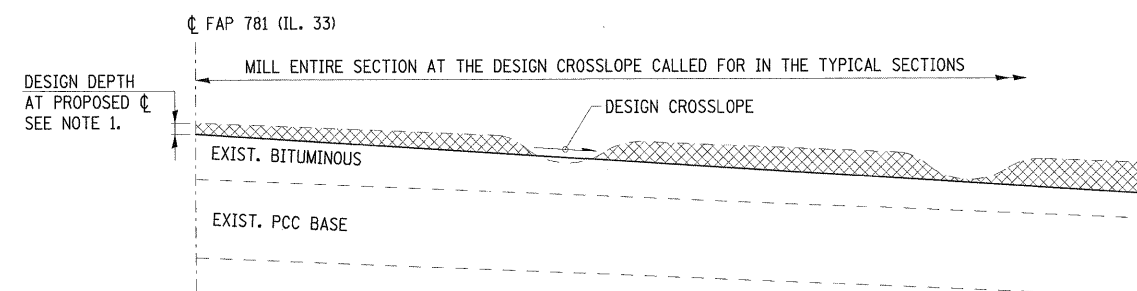 ℄ FAP 781 (IL. 33)
MILL ENTIRE SECTION AT THE DESIGN CROSSLOPE CALLED FOR IN THE TYPICAL SECTIONS
DESIGN DEPTH
AT PROPOSED ℄
SEE NOTE 1.
DESIGN CROSSLOPE
EXIST. BITUMINOUS
EXIST. PCC BASE